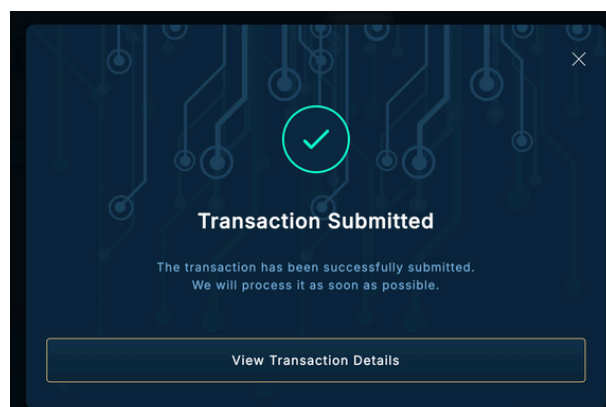 Transaction Submitted
The transaction has been successfully submitted.
We will process it as soon as possible.
View Transaction Details